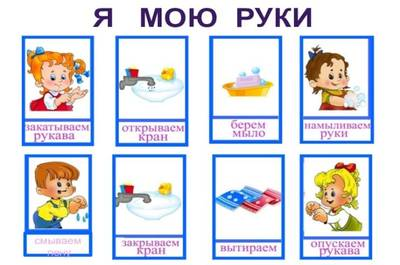 Я МОЮ РУКИ
закатываем
рукава
открываем
кран
берем
мыло
намыливаем
руки
смываем
закрываем
кран
вытираем
опускаем
рукава